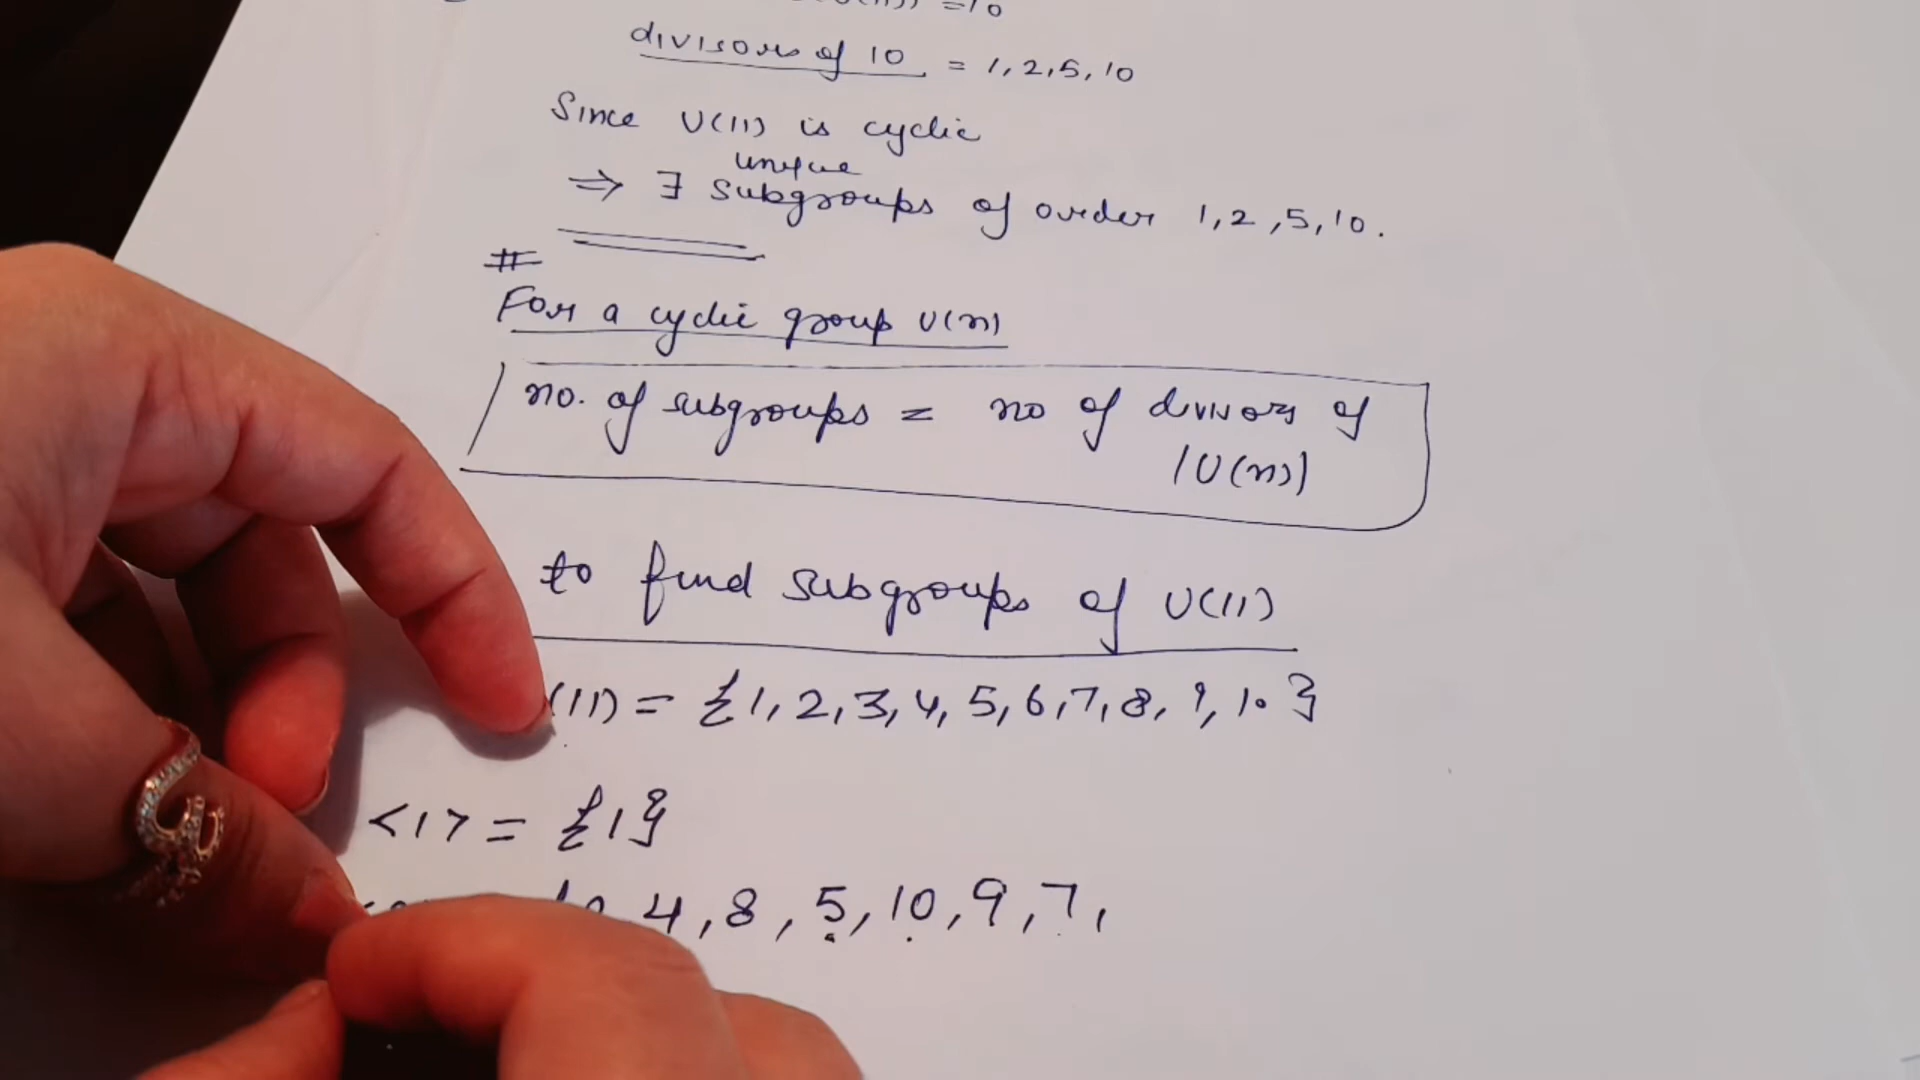 =10
divisors of 10 = 1,2,5,10
Since U(11) is cyclic
unique
⇒ ∃ subgroups of order 1,2,5,10.
#
For a cyclic group U(n)
no. of subgroups = no of divisors of
|U(n)|
to find subgroups of U(11)
(11) = {1,2,3,4,5,6,7,8,9,10}
<1> = {1}
4,8,5,10,9,7,